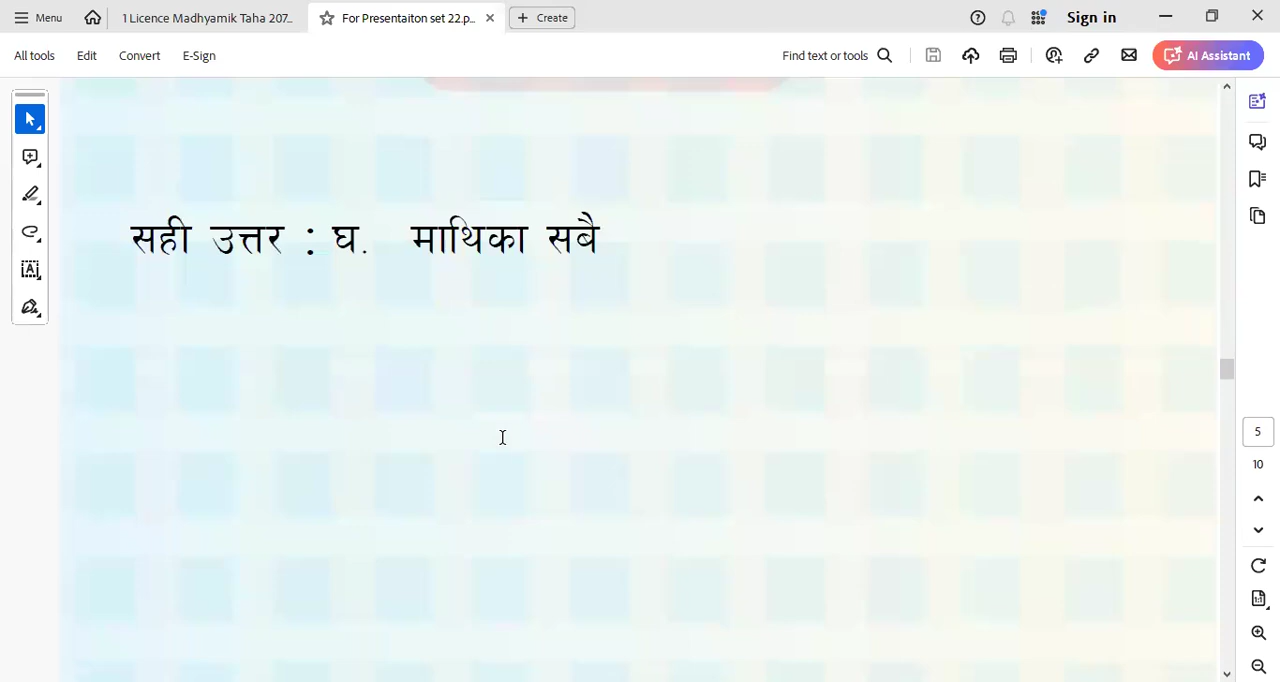 Menu
1 Licence Madhyamik Taha 207...
For Presentaiton set 22.p...
Create
Sign in
All tools
Edit
Convert
E-Sign
Find text or tools
AI Assistant
सही उत्तर : घ. माथिका सबै
5
10